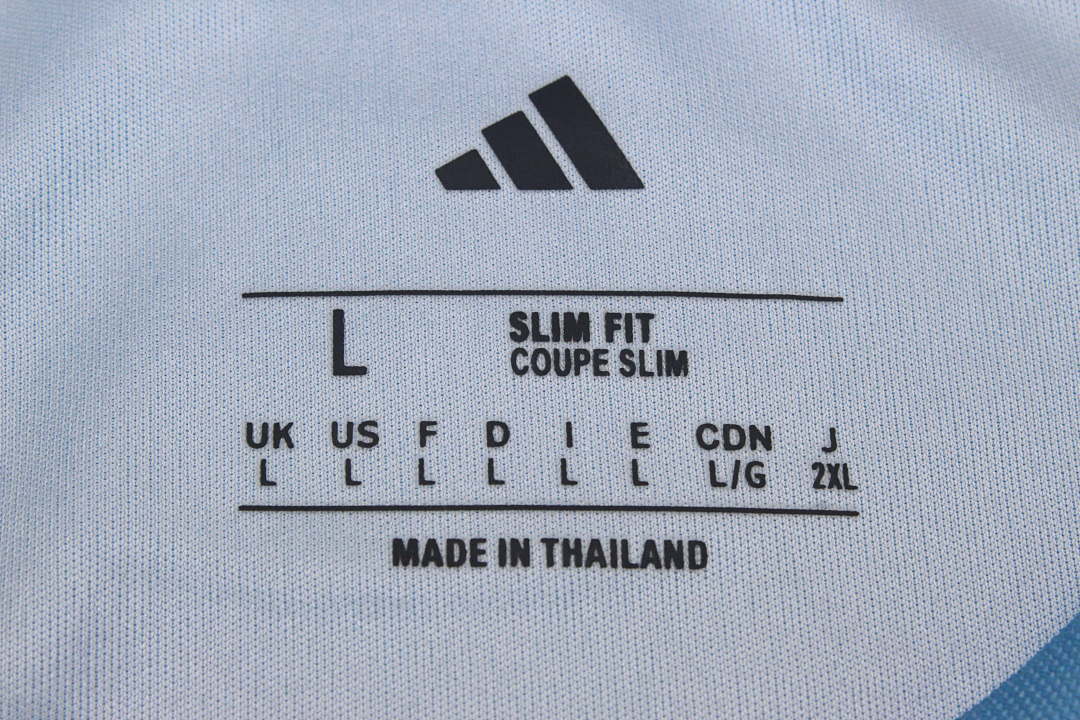 L
SLIM FIT
COUPE SLIM
UK US F D I E CDN J
L L L L L L L/G 2XL
MADE IN THAILAND